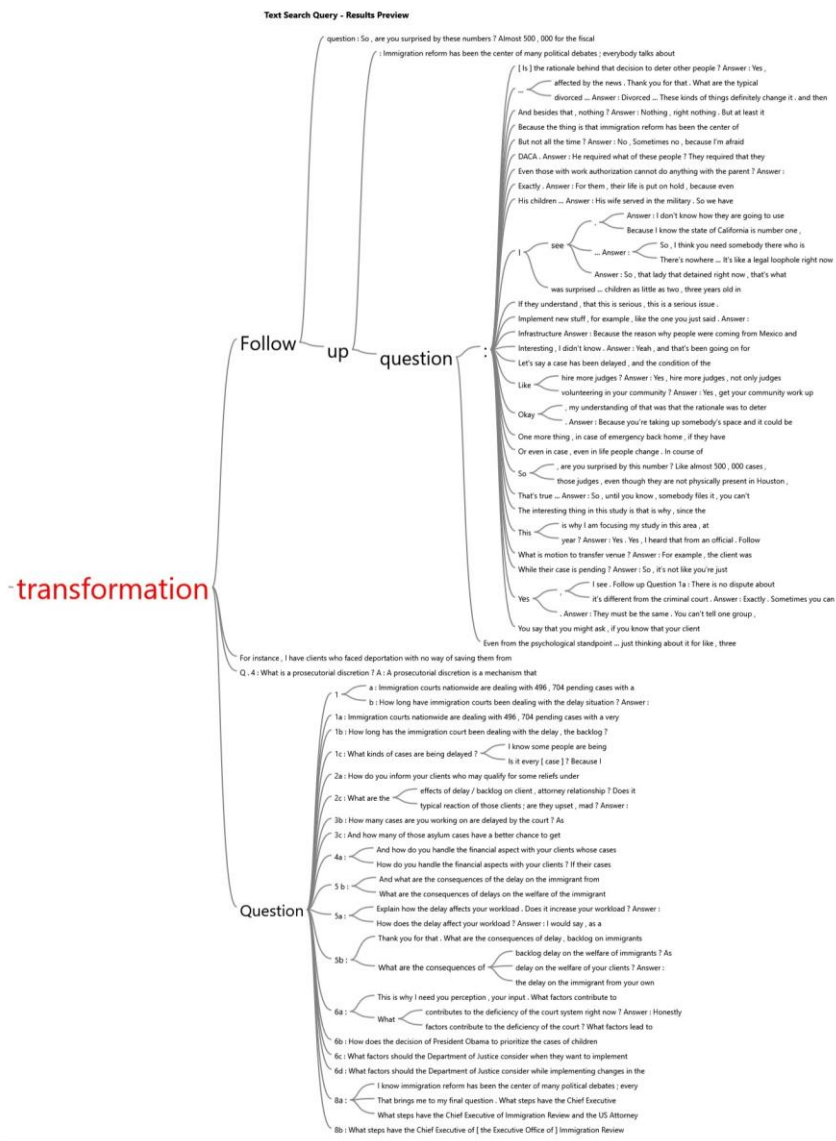 Text Search Query - Results Preview
question : So , are you surprised by these numbers ? Almost 500 , 000 for the fiscal
: Immigration reform has been the center of many political debates ; everybody talks about
[ Is ] the rationale behind that decision to deter other people ? Answer : Yes ,
...
affected by the news . Thank you for that . What are the typical
divorced ... Answer : Divorced ... These kinds of things definitely change it . and then
And besides that , nothing ? Answer : Nothing , right nothing . But at least it
Because the thing is that immigration reform has been the center of
But not all the time ? Answer : No , Sometimes no , because I'm afraid
DACA . Answer : He required what of these people ? They required that they
Even those with work authorization cannot do anything with the parent ? Answer :
Exactly . Answer : For them , their life is put on hold , because even
His children ... Answer : His wife served in the military . So we have
I
see
.
Answer : I don't know how they are going to use
Because I know the state of California is number one ,
... Answer :
So , I think you need somebody there who is
There's nowhere ... It's like a legal loophole right now
Answer : So , that lady that detained right now , that's what
was surprised ... children as little as two , three years old in
If they understand , that this is serious , this is a serious issue .
Implement new stuff , for example , like the one you just said . Answer :
Infrastructure Answer : Because the reason why people were coming from Mexico and
Interesting , I didn't know . Answer : Yeah , and that's been going on for
Let's say a case has been delayed , and the condition of the
Follow
up
question
:
Like
hire more judges ? Answer : Yes , hire more judges , not only judges
volunteering in your community ? Answer : Yes , get your community work up
Okay
, my understanding of that was that the rationale was to deter
. Answer : Because you're taking up somebody's space and it could be
One more thing , in case of emergency back home , if they have
Or even in case , even in life people change . In course of
So
, are you surprised by this number ? Like almost 500 , 000 cases ,
those judges , even though they are not physically present in Houston ,
That's true ... Answer : So , until you know , somebody files it , you can't
The interesting thing in this study is that is why , since the
This
is why I am focusing my study in this area , at
year ? Answer : Yes . Yes , I heard that from an official . Follow
What is motion to transfer venue ? Answer : For example , the client was
While their case is pending ? Answer : So , it's not like you're just
Yes
,
I see . Follow up Question 1a : There is no dispute about
it's different from the criminal court . Answer : Exactly . Sometimes you can
. Answer : They must be the same . You can't tell one group ,
You say that you might ask , if you know that your client
Even from the psychological standpoint ... just thinking about it for like , three
transformation
For instance , I have clients who faced deportation with no way of saving them from
Q . 4 : What is a prosecutorial discretion ? A : A prosecutorial discretion is a mechanism that
Question
1
a : Immigration courts nationwide are dealing with 496 , 704 pending cases with a
b : How long have immigration courts been dealing with the delay situation ? Answer :
1a : Immigration courts nationwide are dealing with 496 , 704 pending cases with a very
1b : How long has the immigration court been dealing with the delay , the backlog ?
1c : What kinds of cases are being delayed ?
I know some people are being
Is it every [ case ] ? Because I
2a : How do you inform your clients who may qualify for some reliefs under
2c : What are the
effects of delay / backlog on client , attorney relationship ? Does it
typical reaction of those clients ; are they upset , mad ? Answer :
3b : How many cases are you working on are delayed by the court ? As
3c : And how many of those asylum cases have a better chance to get
4a :
And how do you handle the financial aspect with your clients whose cases
How do you handle the financial aspects with your clients ? If their cases
5 b :
And what are the consequences of the delay on the immigrant from
What are the consequences of delays on the welfare of the immigrant
5a :
Explain how the delay affects your workload . Does it increase your workload ? Answer :
How does the delay affect your workload ? Answer : I would say , as a
5b :
Thank you for that . What are the consequences of delay , backlog on immigrants
What are the consequences of
backlog delay on the welfare of immigrants ? As
delay on the welfare of your clients ? Answer :
the delay on the immigrant from your own
6a :
This is why I need you perception , your input . What factors contribute to
What
contributes to the deficiency of the court system right now ? Answer : Honestly
factors contribute to the deficiency of the court ? What factors lead to
6b : How does the decision of President Obama to prioritize the cases of children
6c : What factors should the Department of Justice consider when they want to implement
6d : What factors should the Department of Justice consider while implementing changes in the
8a :
I know immigration reform has been the center of many political debates ; every
That brings me to my final question . What steps have the Chief Executive
What steps have the Chief Executive of Immigration Review and the US Attorney
8b : What steps have the Chief Executive of [ the Executive Office of ] Immigration Review